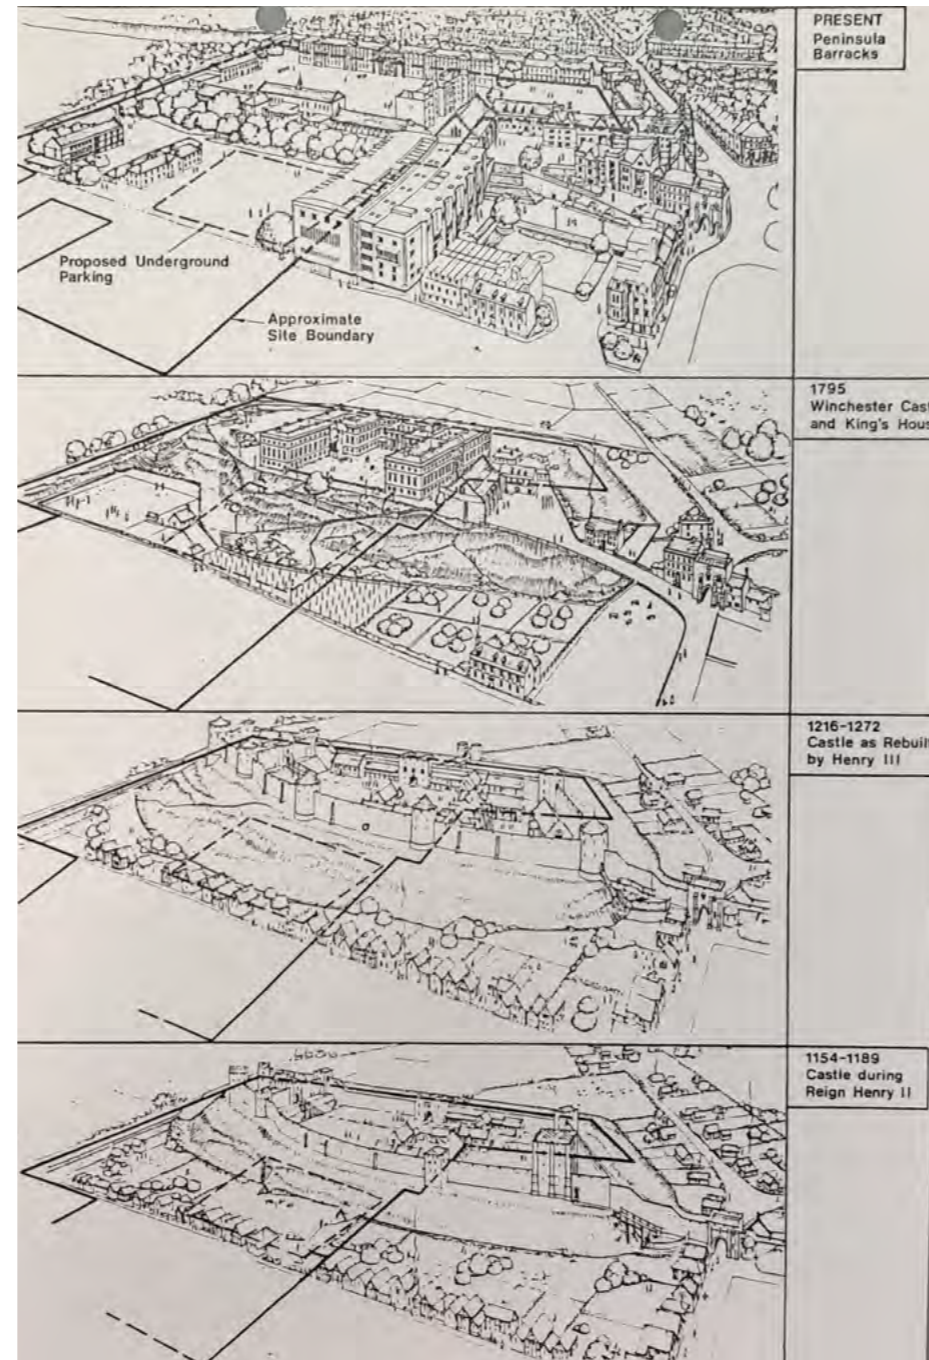 PRESENT
Peninsula
Barracks
Proposed Underground
Parking
Approximate
Site Boundary
1795
Winchester Cast
and King's Hous
1216-1272
Castle as Rebuil
by Henry III
1154-1189
Castle during
Reign Henry II